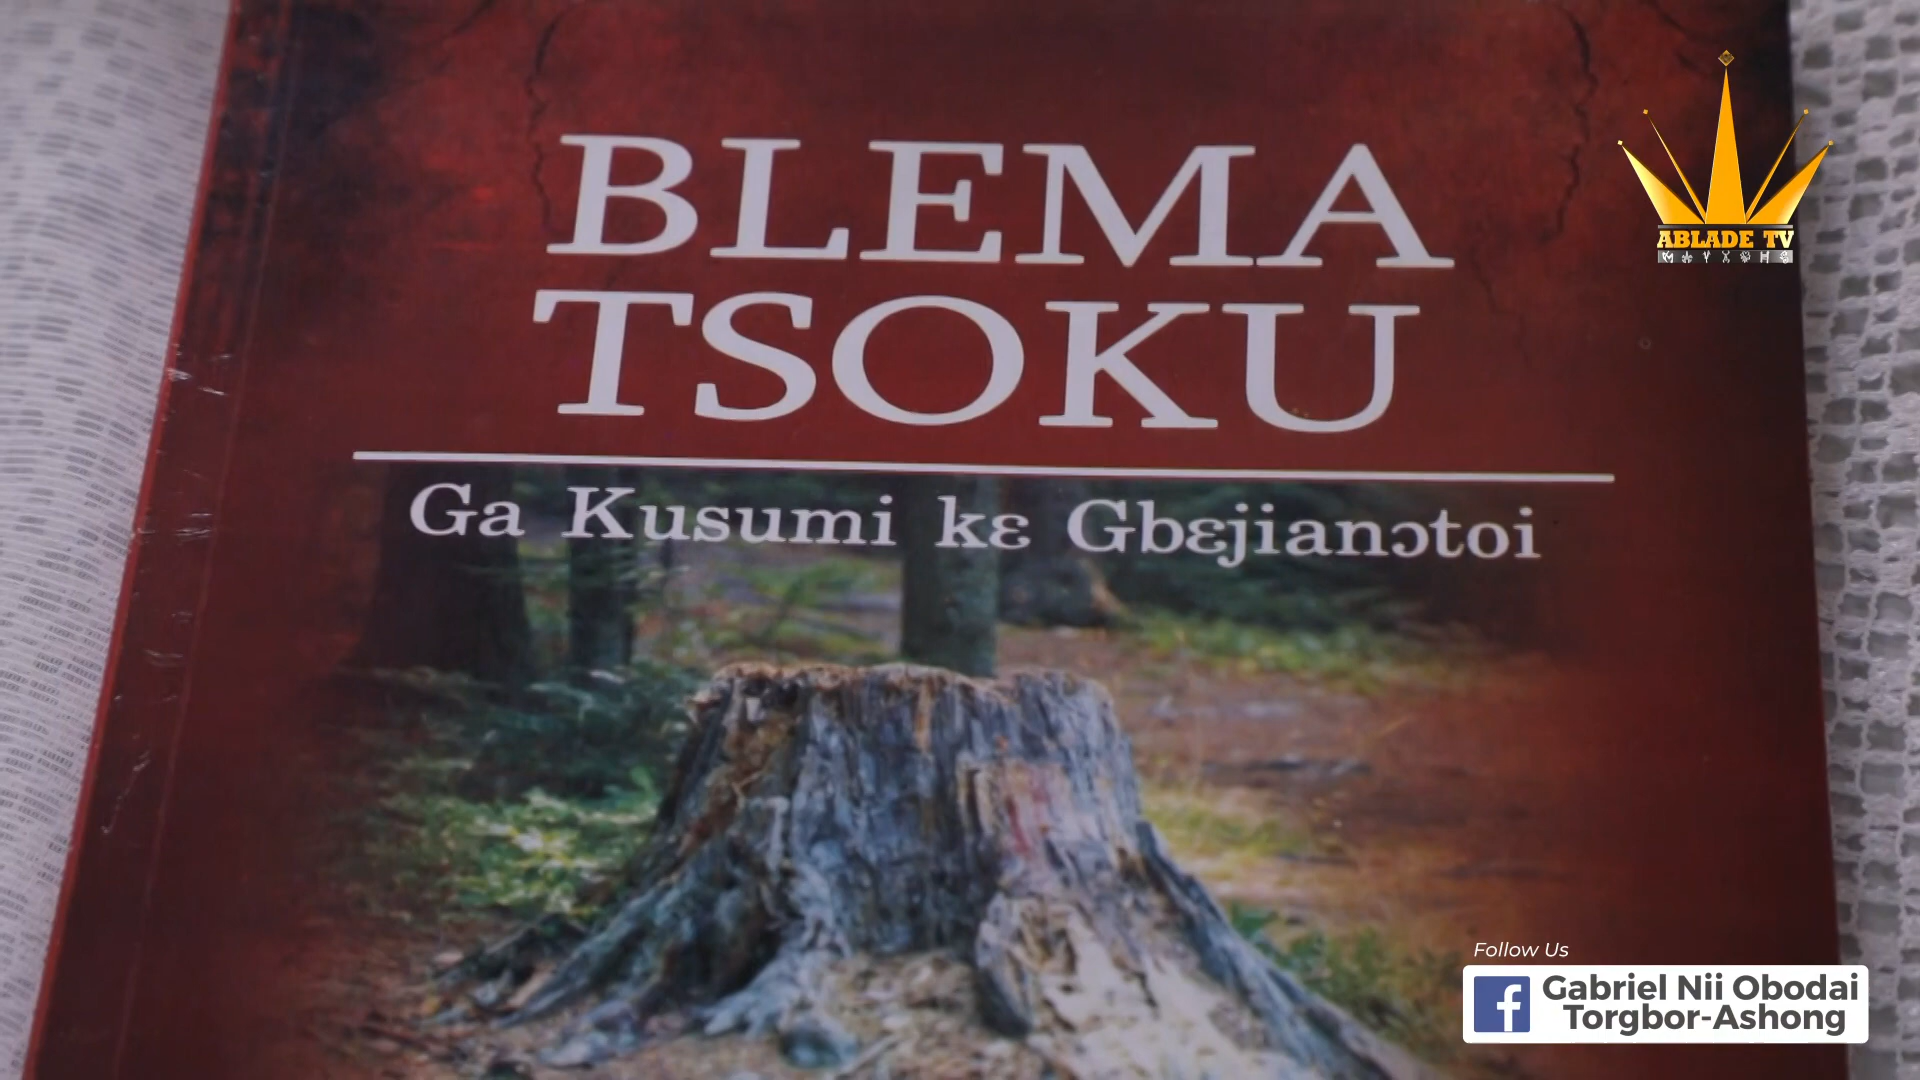 BLEMA
TSOKU
Ga Kusumi kɛ Gbɛjianɔtoi
ABLADE TV
Follow Us
Gabriel Nii Obodai
Torgbor-Ashong